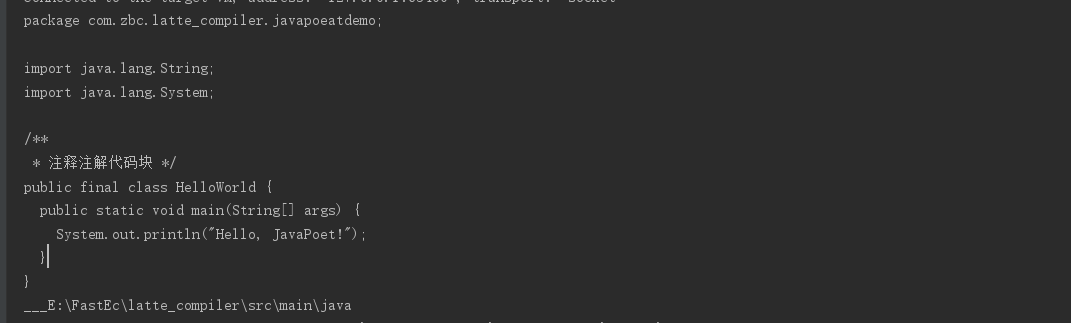 package com.zbc.latte_compiler.javapoeatdemo;
import java.lang.String;
import java.lang.System;
/**
* 注释注解代码块 */
public final class HelloWorld {
public static void main(String[] args) {
System.out.println("Hello, JavaPoet!");
}
}
___E:\FastEc\latte_compiler\src\main\java